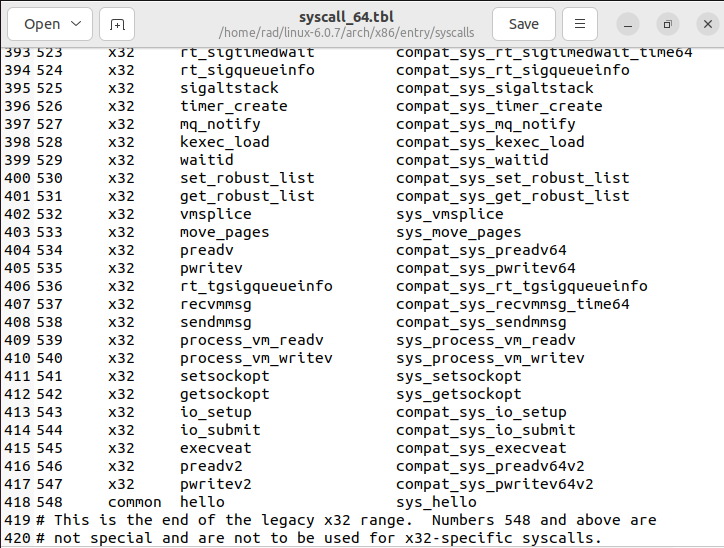 Open
syscall_64.tbl
/home/rad/linux-6.0.7/arch/x86/entry/syscalls
Save
393 523 x32 rt_sigtimedwait compat_sys_rt_sigtimedwait_time64
394 524 x32 rt_sigqueueinfo compat_sys_rt_sigqueueinfo
395 525 x32 sigaltstack compat_sys_sigaltstack
396 526 x32 timer_create compat_sys_timer_create
397 527 x32 mq_notify compat_sys_mq_notify
398 528 x32 kexec_load compat_sys_kexec_load
399 529 x32 waitid compat_sys_waitid
400 530 x32 set_robust_list compat_sys_set_robust_list
401 531 x32 get_robust_list compat_sys_get_robust_list
402 532 x32 vmsplice sys_vmsplice
403 533 x32 move_pages sys_move_pages
404 534 x32 preadv compat_sys_preadv64
405 535 x32 pwritev compat_sys_pwritev64
406 536 x32 rt_tgsigqueueinfo compat_sys_rt_tgsigqueueinfo
407 537 x32 recvmmsg compat_sys_recvmmsg_time64
408 538 x32 sendmmsg compat_sys_sendmmsg
409 539 x32 process_vm_readv sys_process_vm_readv
410 540 x32 process_vm_writev sys_process_vm_writev
411 541 x32 setsockopt sys_setsockopt
412 542 x32 getsockopt sys_getsockopt
413 543 x32 io_setup compat_sys_io_setup
414 544 x32 io_submit compat_sys_io_submit
415 545 x32 execveat compat_sys_execveat
416 546 x32 preadv2 compat_sys_preadv64v2
417 547 x32 pwritev2 compat_sys_pwritev64v2
418 548 common hello sys_hello
419 # This is the end of the legacy x32 range.  Numbers 548 and above are
420 # not special and are not to be used for x32-specific syscalls.